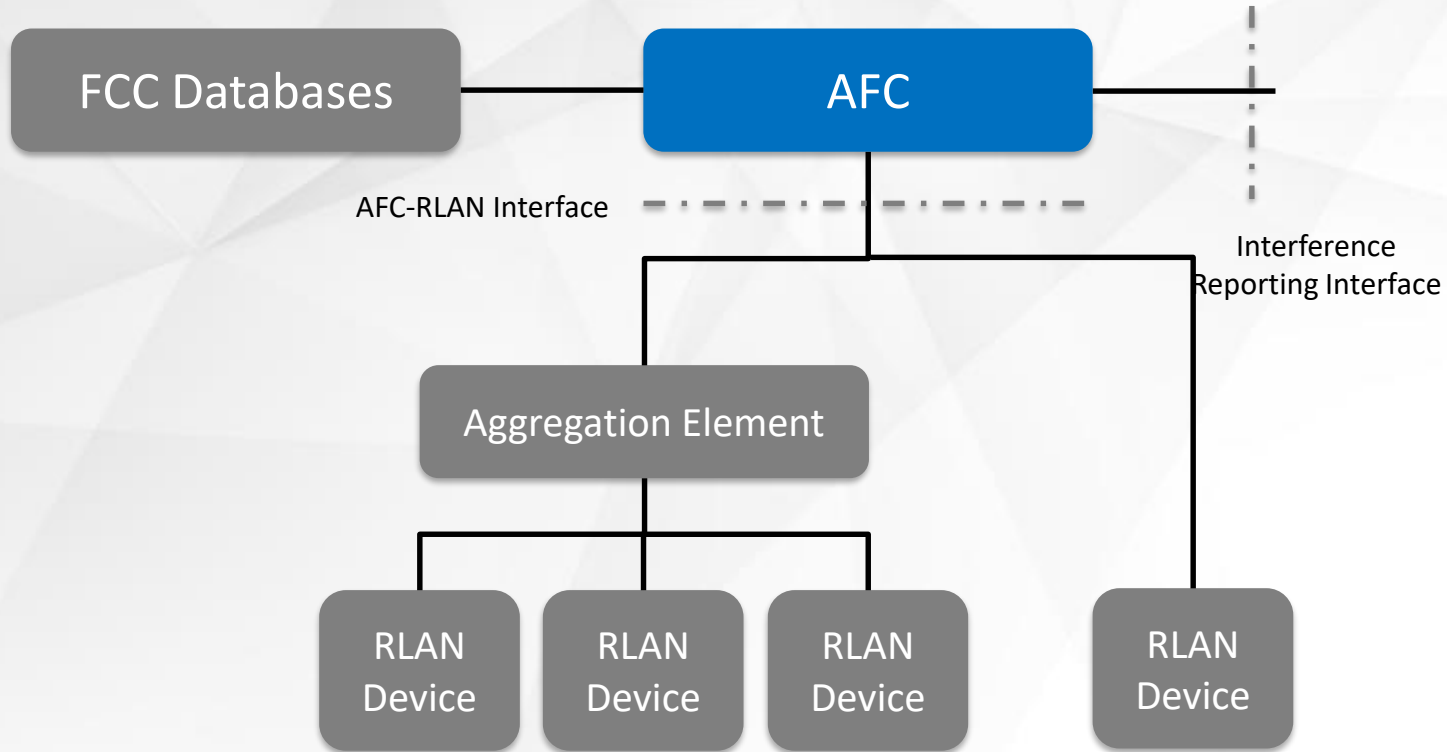 FCC Databases
AFC
AFC-RLAN Interface
Interference
Reporting Interface
Aggregation Element
RLAN
Device
RLAN
Device
RLAN
Device
RLAN
Device